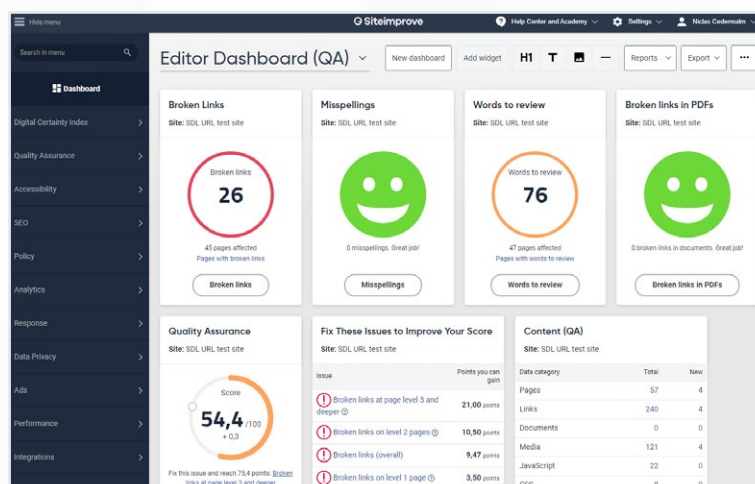 Hide menu
Siteimprove
Help Center and Academy
Settings
Niclas Cedermalm
Search in menu
Editor Dashboard (QA)
New dashboard
Add widget
H1
T
Reports
Export
Dashboard
Digital Certainty Index
Quality Assurance
Accessibility
SEO
Policy
Analytics
Response
Data Privacy
Ads
Performance
Integrations
Broken Links
Site: SDL URL test site
Broken links
26
45 pages affected
Pages with broken links
Broken links
Misspellings
Site: SDL URL test site
0 misspellings. Great job!
Misspellings
Words to review
Site: SDL URL test site
Words to review
76
47 pages affected
Pages with words to review
Words to review
Broken links in PDFs
Site: SDL URL test site
0 broken links in documents. Great job!
Broken links in PDFs
Quality Assurance
Site: SDL URL test site
Score
54,4 /100
+ 0,3
Fix this issue and reach 75,4 points: Broken
links at page level 3 and deeper
Fix These Issues to Improve Your Score
Site: SDL URL test site
Issue Points you can
gain
Broken links at page level 3 and
deeper 21,00 points
Broken links on level 2 pages 10,50 points
Broken links (overall) 9,47 points
Broken links on level 1 page 3,50 points
Content (QA)
Site: SDL URL test site
Data category Total New
Pages 57 4
Links 240 4
Documents 0 0
Media 121 4
JavaScript 22 0